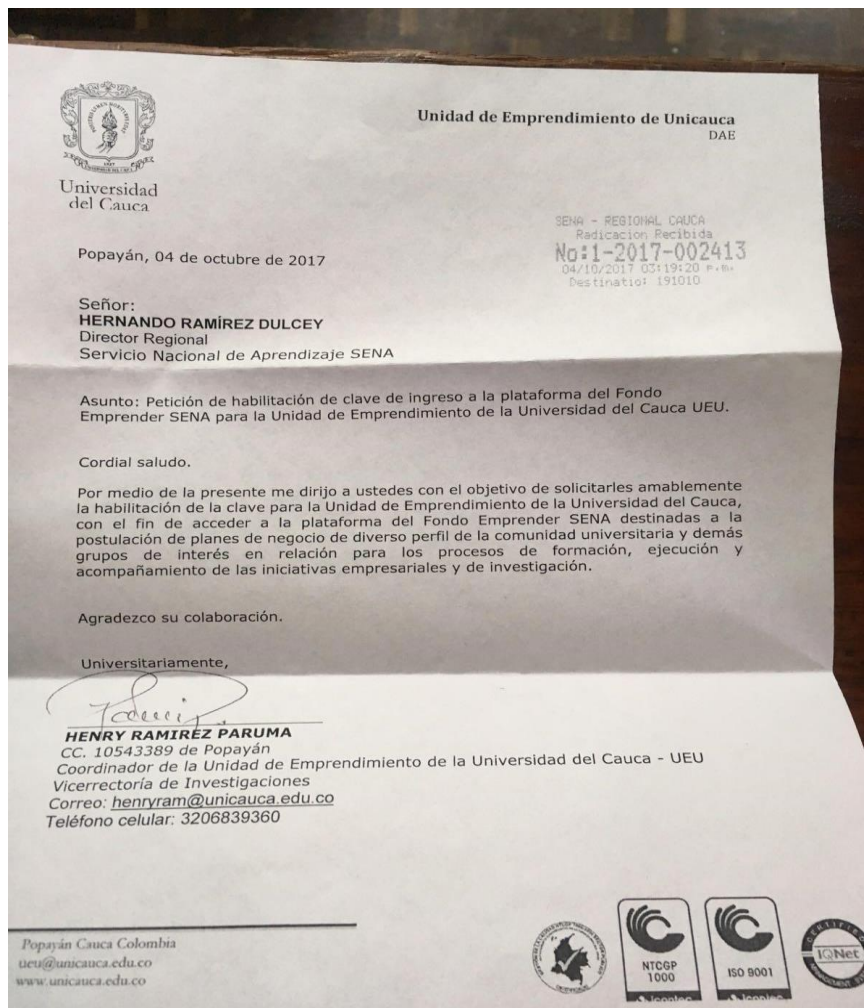 Unidad de Emprendimiento de Unicauca
DAE
Universidad
del Cauca
SENA - REGIONAL CAUCA
Radicacion Recibida
No:1-2017-002413
04/10/2017 03:19:20 P.m.
Destinatio: 191010
Popayán, 04 de octubre de 2017
Señor:
HERNANDO RAMÍREZ DULCEY
Director Regional
Servicio Nacional de Aprendizaje SENA
Asunto: Petición de habilitación de clave de ingreso a la plataforma del Fondo
Emprender SENA para la Unidad de Emprendimiento de la Universidad del Cauca UEU.
Cordial saludo.
Por medio de la presente me dirijo a ustedes con el objetivo de solicitarles amablemente
la habilitación de la clave para la Unidad de Emprendimiento de la Universidad del Cauca,
con el fin de acceder a la plataforma del Fondo Emprender SENA destinadas a la
postulación de planes de negocio de diverso perfil de la comunidad universitaria y demás
grupos de interés en relación para los procesos de formación, ejecución y
acompañamiento de las iniciativas empresariales y de investigación.
Agradezco su colaboración.
Universitariamente,
HENRY RAMIREZ PARUMA
CC. 10543389 de Popayán
Coordinador de la Unidad de Emprendimiento de la Universidad del Cauca - UEU
Vicerrectoría de Investigaciones
Correo: henryram@unicauca.edu.co
Teléfono celular: 3206839360
Popayán Cauca Colombia
ueu@unicauca.edu.co
www.unicauca.edu.co
NTCGP
1000
icontec
ISO 9001
icontec
IQNet